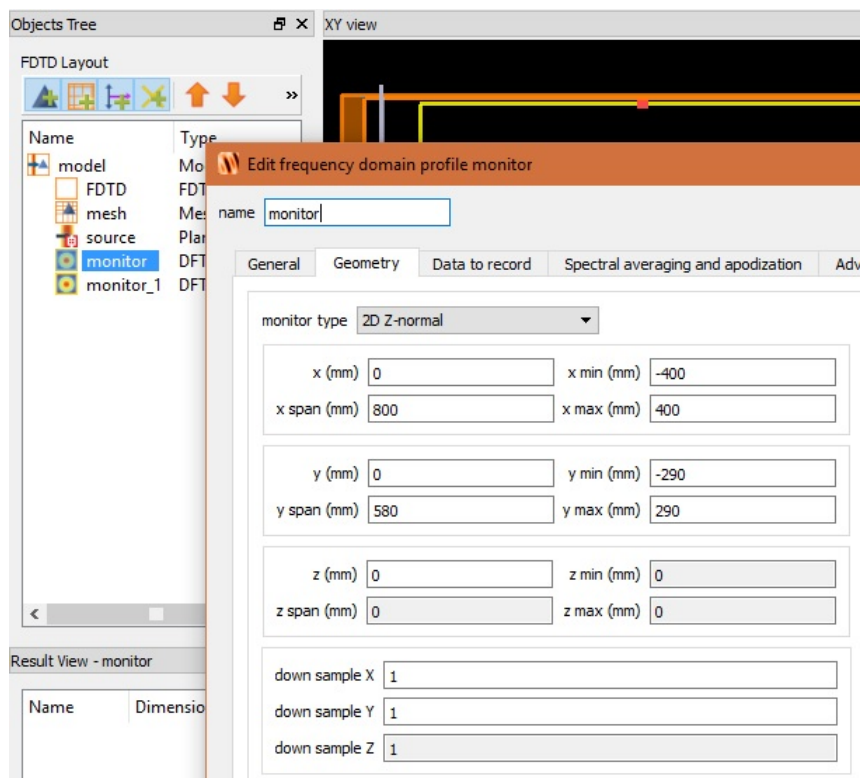 Objects Tree
XY view
FDTD Layout
»
Name Type
model Mo
FDTD FDT
mesh Mes
source Plan
monitor DFT
monitor_1 DFT
Edit frequency domain profile monitor
name monitor
General Geometry Data to record Spectral averaging and apodization Adv
monitor type 2D Z-normal
x (mm) 0 x min (mm) -400
x span (mm) 800 x max (mm) 400
y (mm) 0 y min (mm) -290
y span (mm) 580 y max (mm) 290
z (mm) 0 z min (mm) 0
z span (mm) 0 z max (mm) 0
down sample X 1
down sample Y 1
down sample Z 1
Result View - monitor
Name Dimensio